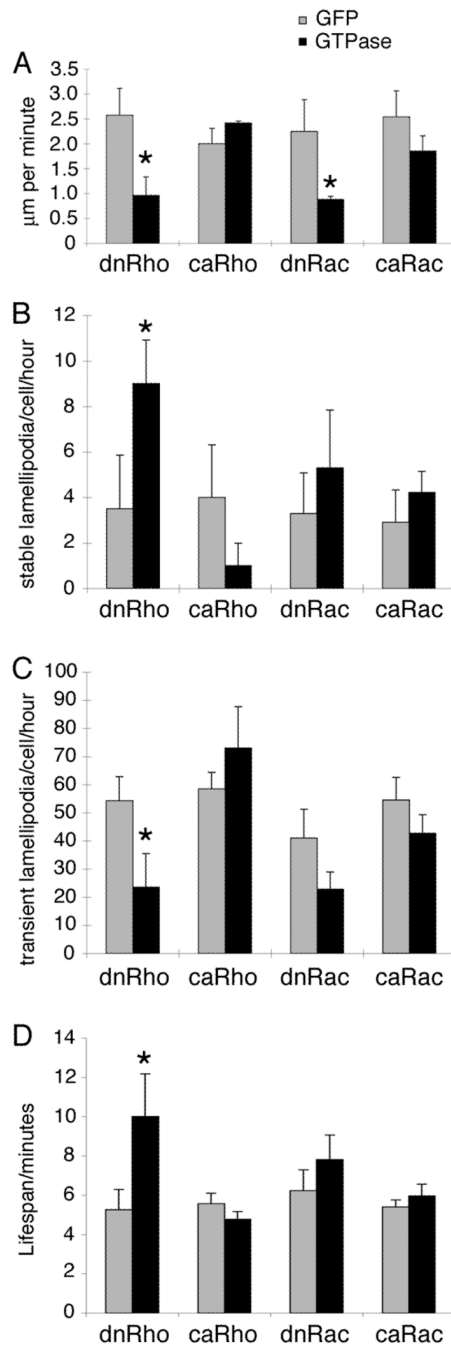 GFP
GTPase
A
3.5
3.0
2.5
2.0
1.5
1.0
0.5
0
µm per minute
*
*
dnRho caRho dnRac caRac
B
12
10
8
6
4
2
0
stable lamellipodia/cell/hour
*
dnRho caRho dnRac caRac
C
100
90
80
70
60
50
40
30
20
10
0
transient lamellipodia/cell/hour
*
dnRho caRho dnRac caRac
D
14
12
10
8
6
4
2
0
Lifespan/minutes
*
dnRho caRho dnRac caRac